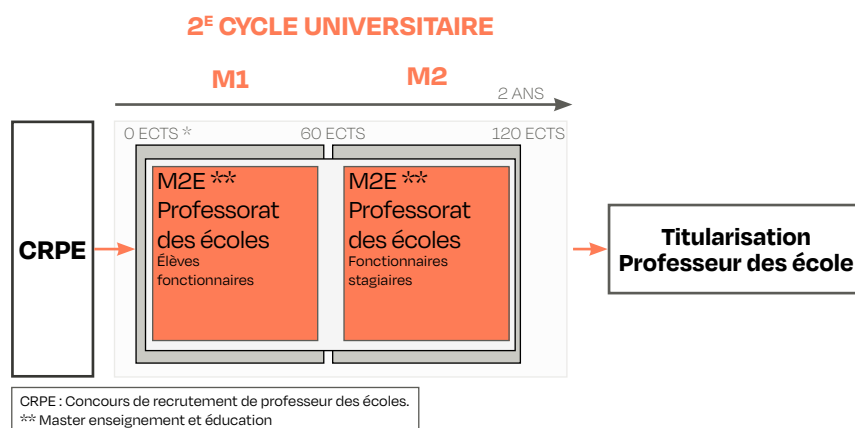 2E CYCLE UNIVERSITAIRE
M1
M2
2 ANS
0 ECTS *
60 ECTS
120 ECTS
CRPE
M2E **
Professorat
des écoles
Élèves
fonctionnaires
M2E **
Professorat
des écoles
Fonctionnaires
stagiaires
Titularisation
Professeur des école
CRPE : Concours de recrutement de professeur des écoles.
** Master enseignement et éducation